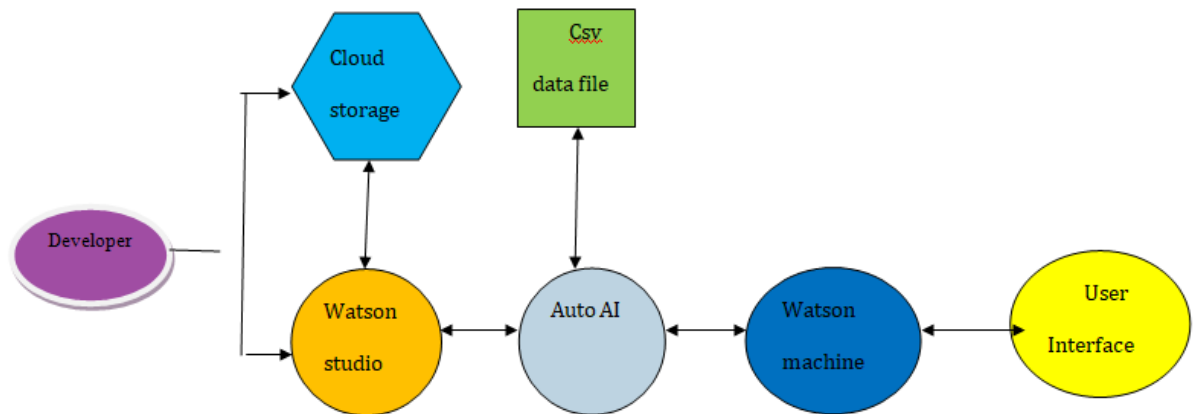 Cloud
storage
Csv
data file
Developer
Watson
studio
Auto AI
Watson
machine
User
Interface